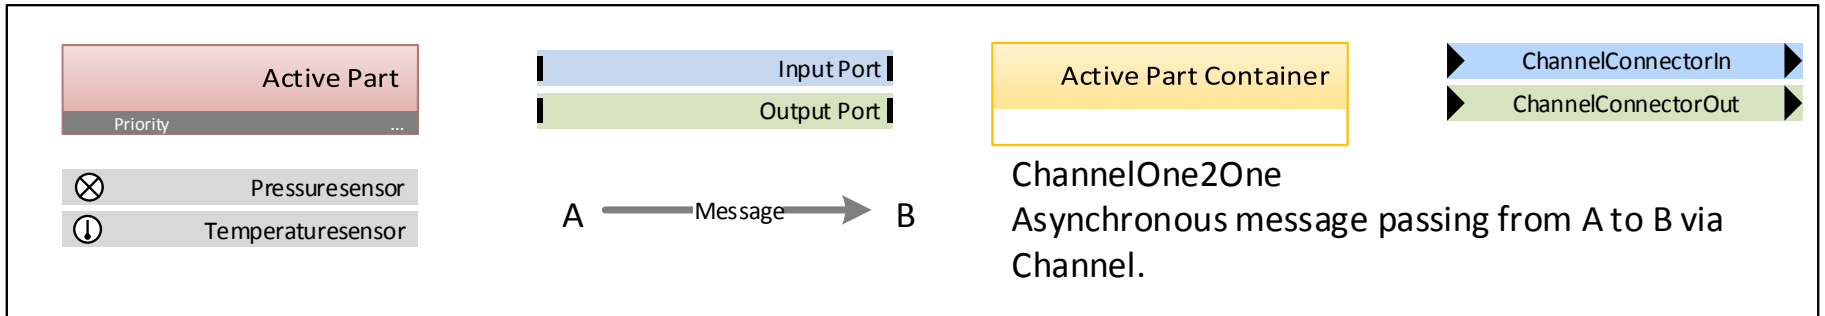 Active Part
Priority ...
Pressuresensor
Temperaturesensor
Input Port
Output Port
A Message B
Active Part Container
ChannelOne2One
Asynchronous message passing from A to B via
Channel.
ChannelConnectorIn
ChannelConnectorOut